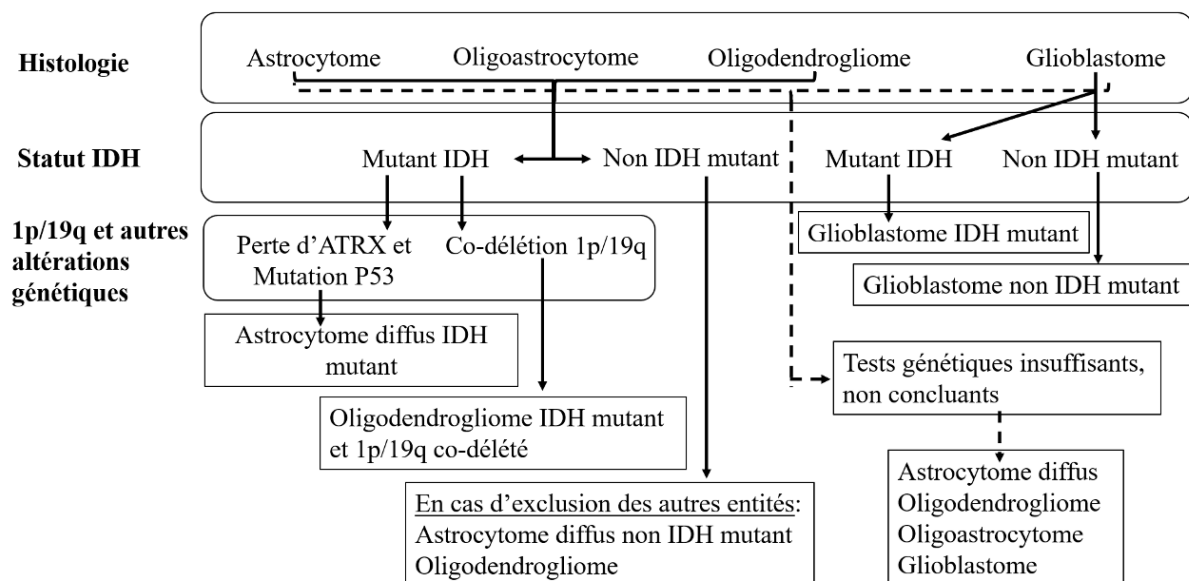 Histologie
Astrocytome
Oligoastrocytome
Oligodendrogliome
Glioblastome
Statut IDH
Mutant IDH
Non IDH mutant
Mutant IDH
Non IDH mutant
1p/19q et autres
altérations
génétiques
Perte d'ATRX et
Mutation P53
Co-délétion 1p/19q
Glioblastome IDH mutant
Glioblastome non IDH mutant
Astrocytome diffus IDH
mutant
Tests génétiques insuffisants,
non concluants
Oligodendrogliome IDH mutant
et 1p/19q co-délété
En cas d'exclusion des autres entités:
Astrocytome diffus non IDH mutant
Oligodendrogliome
Astrocytome diffus
Oligodendrogliome
Oligoastrocytome
Glioblastome